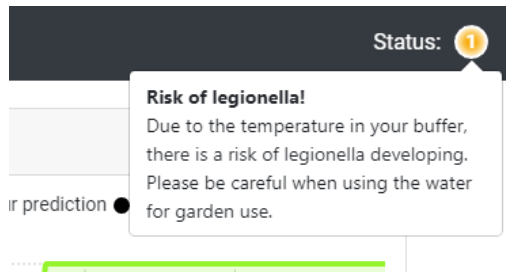 Status: 1
Risk of legionella!
Due to the temperature in your buffer,
there is a risk of legionella developing.
Please be careful when using the water
for garden use.
prediction